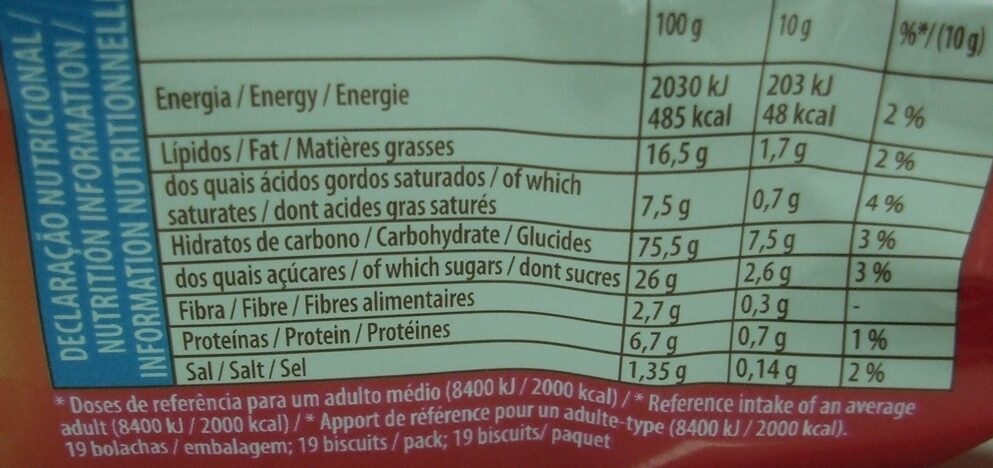 DECLARAÇÃO NUTRICIONAL /
NUTRITION INFORMATION /
INFORMATION NUTRITIONNELL
100 g 10 g %*/(10 g)
Energia / Energy / Energie 2030 kJ 203 kJ
485 kcal 48 kcal 2 %
Lípidos / Fat / Matières grasses 16,5 g 1,7 g 2 %
dos quais ácidos gordos saturados / of which
saturates / dont acides gras saturés 7,5 g 0,7 g 4 %
Hidratos de carbono / Carbohydrate / Glucides 75,5 g 7,5 g 3 %
dos quais açúcares / of which sugars / dont sucres 26 g 2,6 g 3 %
Fibra / Fibre / Fibres alimentaires 2,7 g 0,3 g -
Proteínas / Protein / Protéines 6,7 g 0,7 g 1 %
Sal / Salt / Sel 1,35 g 0,14 g 2 %
* Doses de referência para um adulto médio (8400 kJ / 2000 kcal) / * Reference intake of an average
adult (8400 kJ / 2000 kcal) / * Apport de référence pour un adulte-type (8400 kJ / 2000 kcal).
19 bolachas / embalagem; 19 biscuits / pack; 19 biscuits/ paquet